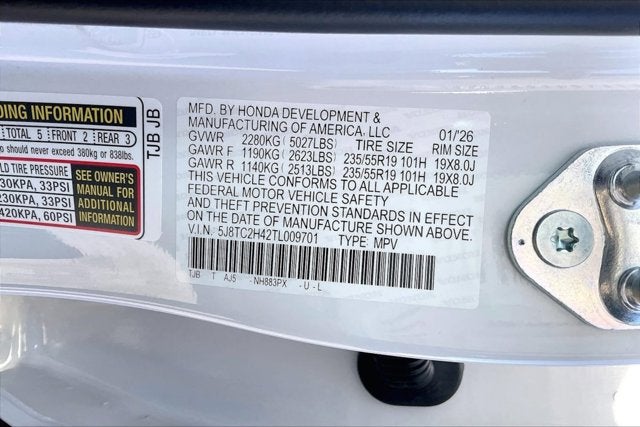 DING INFORMATION
TOTAL 5 | FRONT 2 | REAR 3
o should never exceed 380kg or 838lbs.
LD TIRE PRESSURE
30KPA, 33PSI
230KPA, 33PSI
420KPA, 60PSI
SEE OWNER'S
MANUAL FOR
ADDITIONAL
INFORMATION
TJB JB
MFD. BY HONDA DEVELOPMENT &
MANUFACTURING OF AMERICA, LLC 01/26
GVWR 2280KG (5027LBS) TIRE SIZE RIM SIZE
GAWR F 1190KG (2623LBS) 235/55R19 101H 19X8.0J
GAWR R 1140KG (2513LBS) 235/55R19 101H 19X8.0J
THIS VEHICLE CONFORMS TO ALL APPLICABLE
FEDERAL MOTOR VEHICLE SAFETY
AND THEFT PREVENTION STANDARDS IN EFFECT
ON THE DATE OF MANUFACTURE SHOWN ABOVE.
V.I.N. 5J8TC2H42TL009701 TYPE: MPV
TJB T AJ5 - NH883PX - U - L